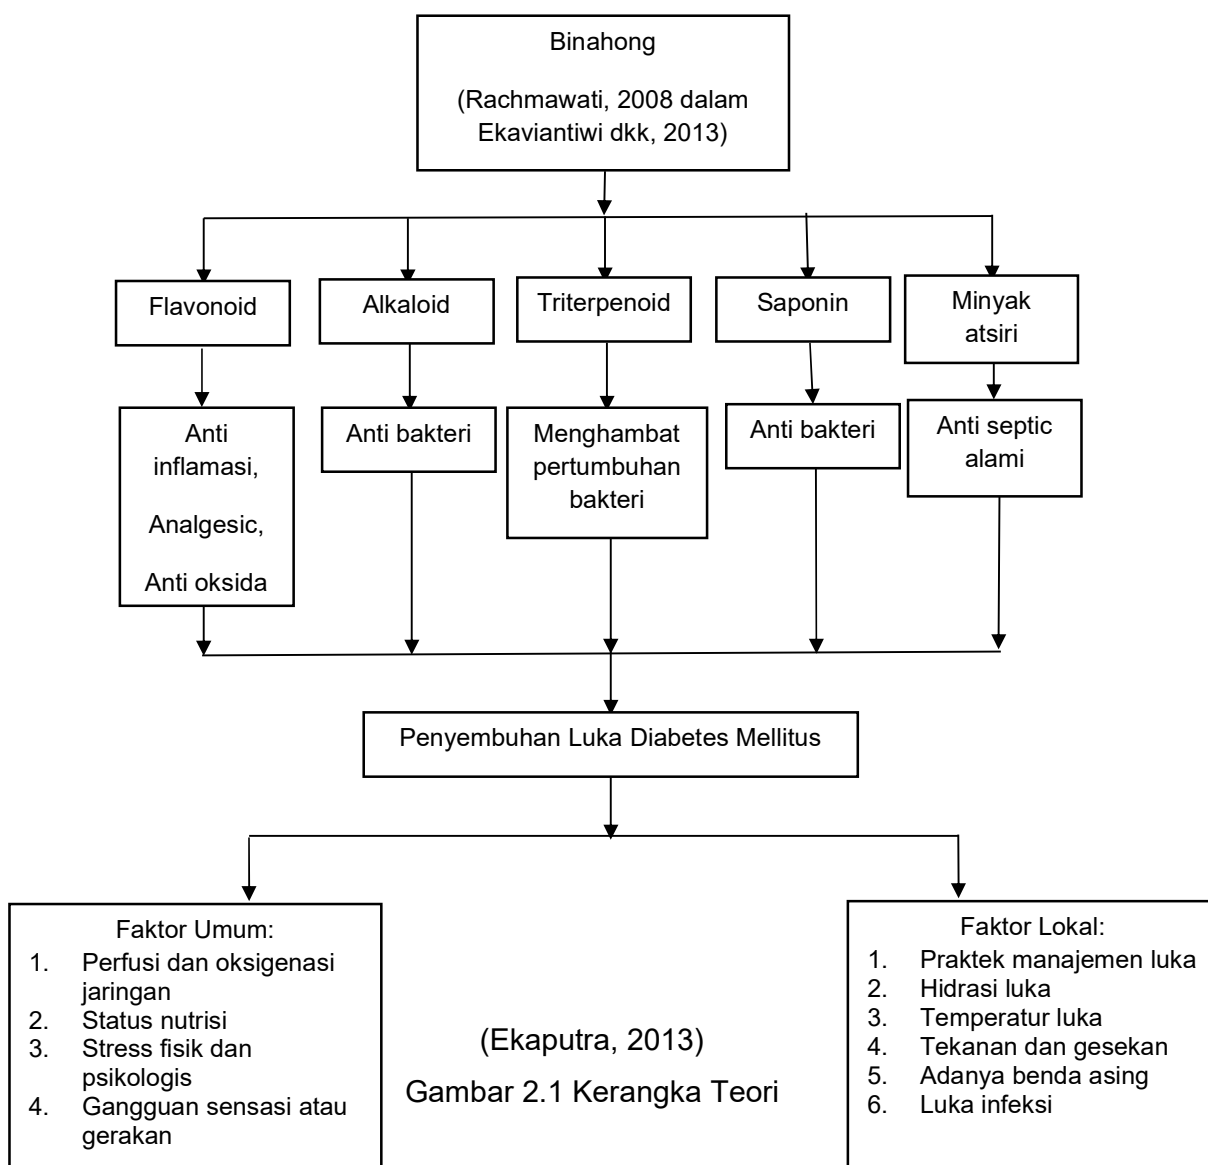 Binahong
(Rachmawati, 2008 dalam
Ekaviantiwi dkk, 2013)
Flavonoid
Alkaloid
Triterpenoid
Saponin
Minyak
atsiri
Anti
inflamasi,
Analgesic,
Anti oksida
Anti bakteri
Menghambat
pertumbuhan
bakteri
Anti bakteri
Anti septic
alami
Penyembuhan Luka Diabetes Mellitus
Faktor Umum:
1. Perfusi dan oksigenasi
jaringan
2. Status nutrisi
3. Stress fisik dan
psikologis
4. Gangguan sensasi atau
gerakan
Faktor Lokal:
1. Praktek manajemen luka
2. Hidrasi luka
3. Temperatur luka
4. Tekanan dan gesekan
5. Adanya benda asing
6. Luka infeksi
(Ekaputra, 2013)
Gambar 2.1 Kerangka Teori